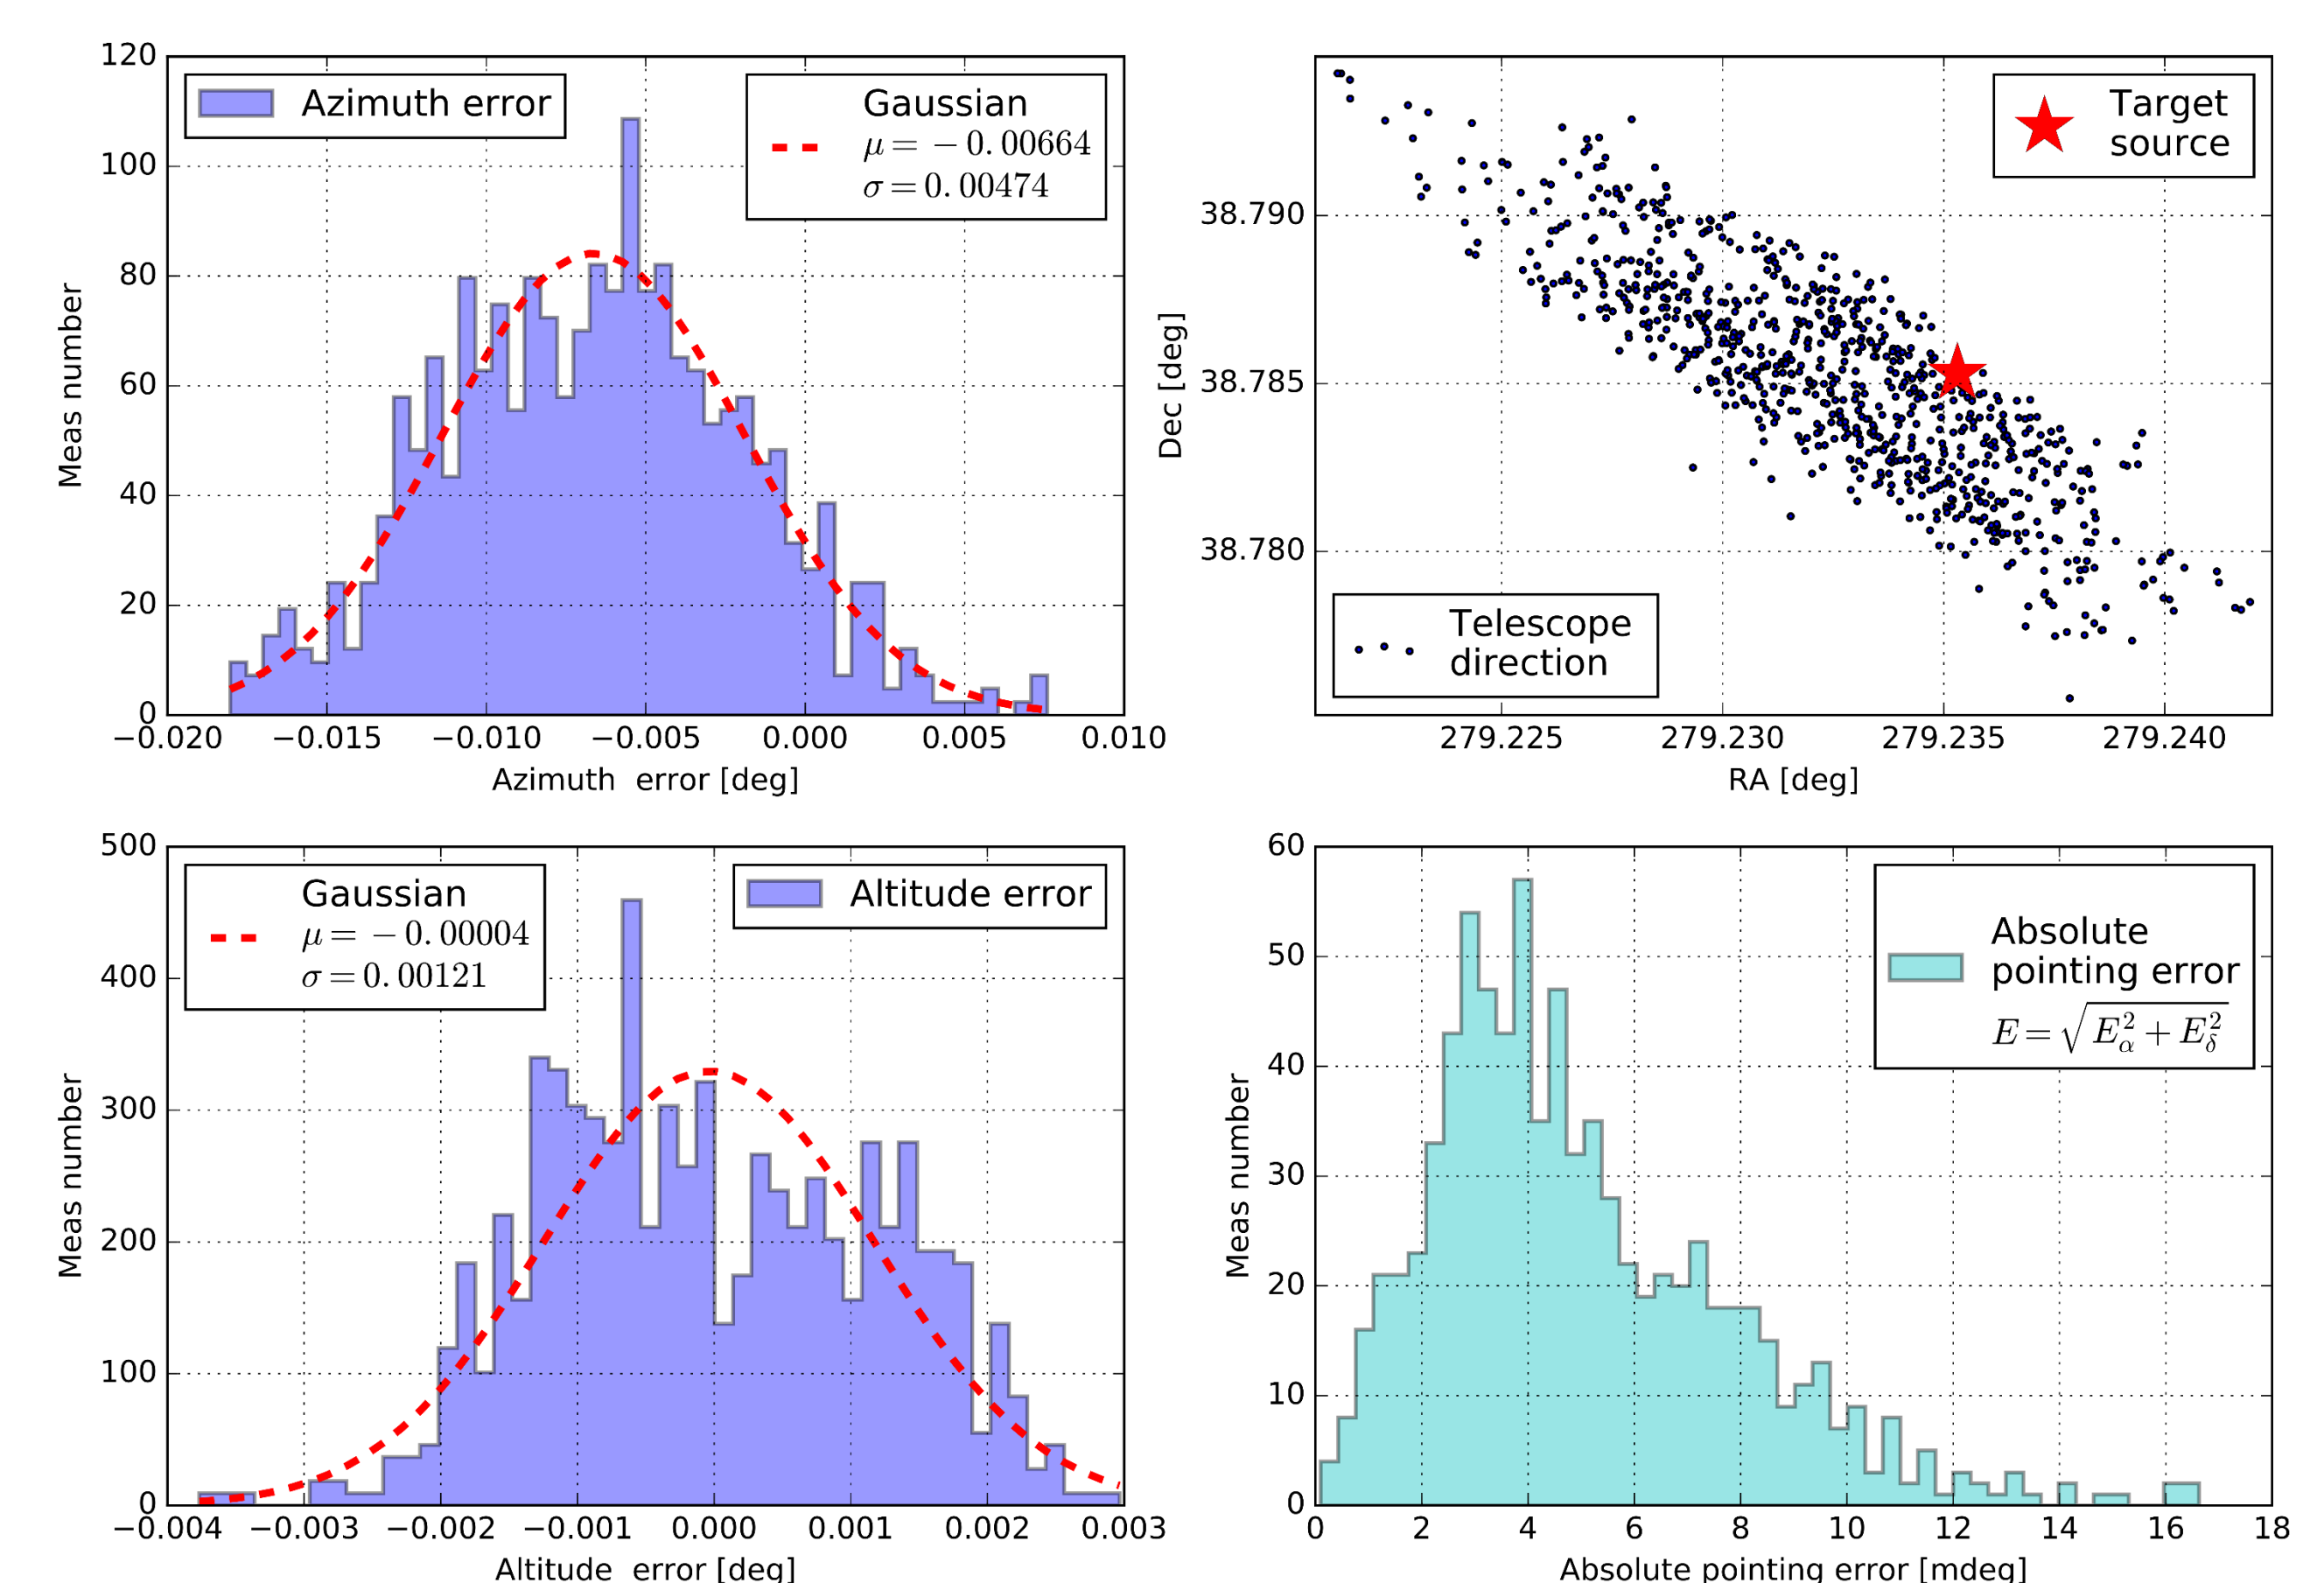 120
100
80
60
40
20
0
Meas number
Azimuth error
Gaussian
μ = −0.00664
σ = 0.00474
−0.020 −0.015 −0.010 −0.005 0.000 0.005 0.010
Azimuth  error [deg]
38.790
38.785
38.780
Dec [deg]
Target
source
Telescope
direction
279.225 279.230 279.235 279.240
RA [deg]
500
400
300
200
100
0
Meas number
Gaussian
μ = −0.00004
σ = 0.00121
Altitude error
−0.004 −0.003 −0.002 −0.001 0.000 0.001 0.002 0.003
Altitude  error [deg]
60
50
40
30
20
10
0
Meas number
Absolute
pointing error
E = √(E_α^2 + E_δ^2)
0 2 4 6 8 10 12 14 16 18
Absolute pointing error [mdeg]